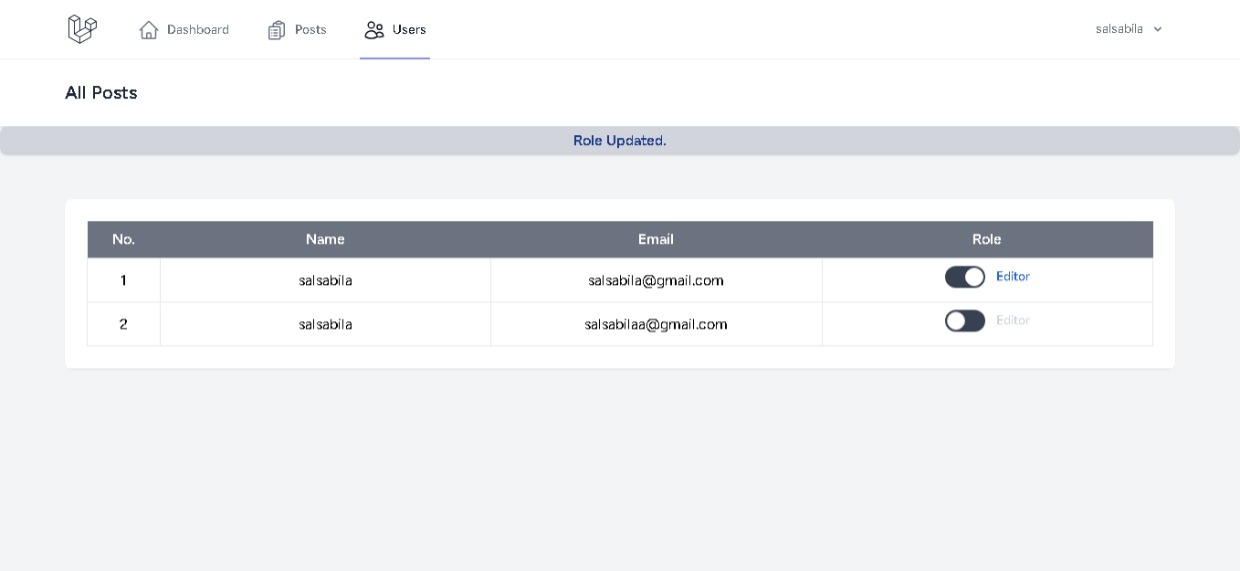 Dashboard Posts Users salsabila
All Posts
Role Updated.
No. Name Email Role
1 salsabila salsabila@gmail.com Editor
2 salsabila salsabilaa@gmail.com Editor